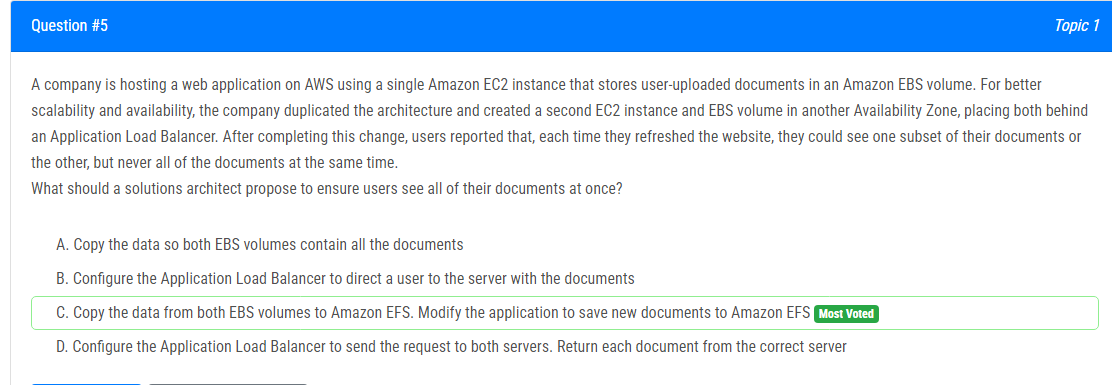 Question #5
Topic 1
A company is hosting a web application on AWS using a single Amazon EC2 instance that stores user-uploaded documents in an Amazon EBS volume. For better
scalability and availability, the company duplicated the architecture and created a second EC2 instance and EBS volume in another Availability Zone, placing both behind
an Application Load Balancer. After completing this change, users reported that, each time they refreshed the website, they could see one subset of their documents or
the other, but never all of the documents at the same time.
What should a solutions architect propose to ensure users see all of their documents at once?
A. Copy the data so both EBS volumes contain all the documents
B. Configure the Application Load Balancer to direct a user to the server with the documents
C. Copy the data from both EBS volumes to Amazon EFS. Modify the application to save new documents to Amazon EFS Most Voted
D. Configure the Application Load Balancer to send the request to both servers. Return each document from the correct server